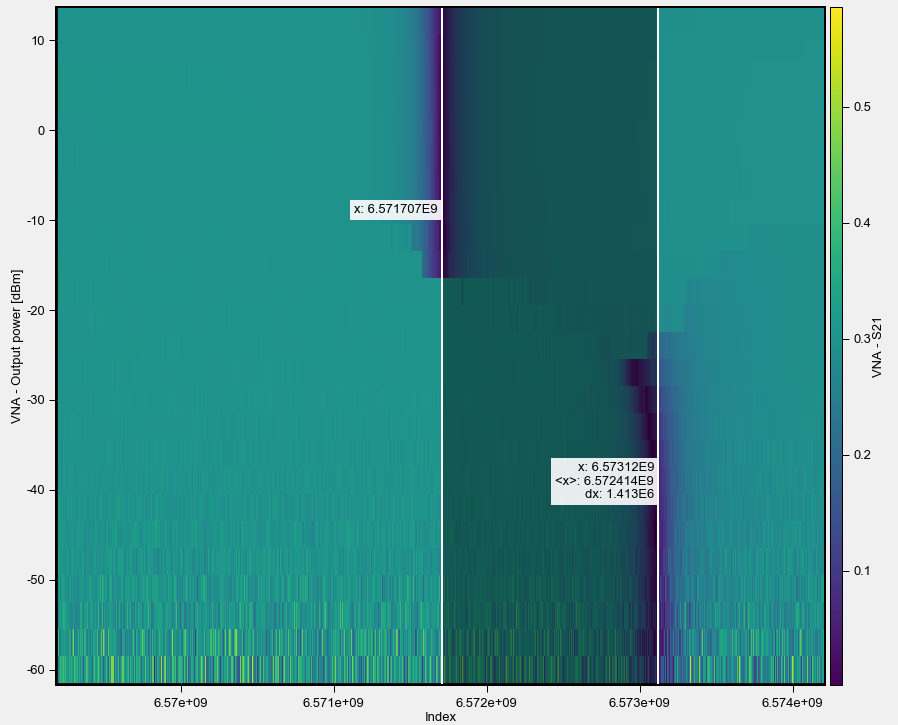 10
0
-10
-20
-30
-40
-50
-60
VNA - Output power [dBm]
x: 6.571707E9
x: 6.57312E9
<x>: 6.572414E9
dx: 1.413E6
6.57e+09
6.571e+09
6.572e+09
6.573e+09
6.574e+09
Index
0.5
0.4
0.3
0.2
0.1
VNA - S21